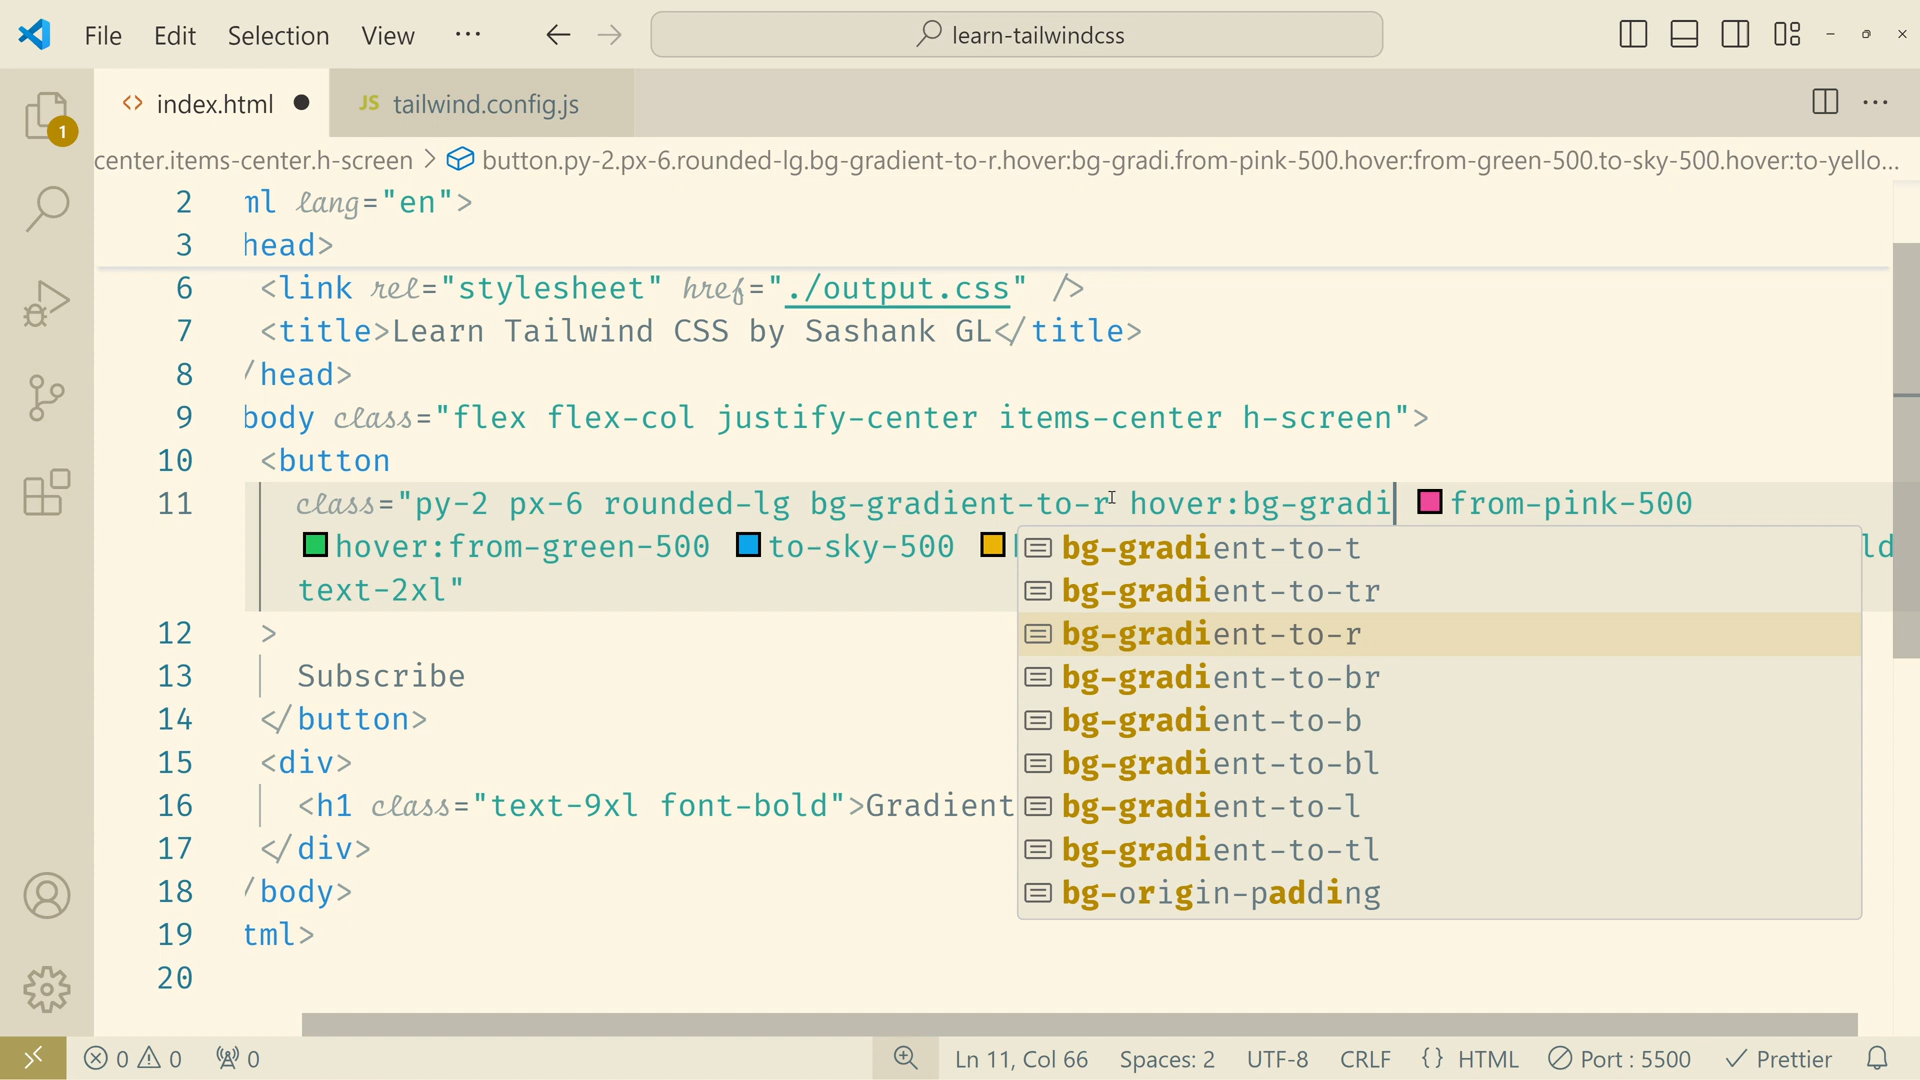 File Edit Selection View ··· learn-tailwindcss
1
<> index.html JS tailwind.config.js
center.items-center.h-screen > button.py-2.px-6.rounded-lg.bg-gradient-to-r.hover:bg-gradi.from-pink-500.hover:from-green-500.to-sky-500.hover:to-yello...
2 ml lang="en">
3 head>
6 <link rel="stylesheet" href="./output.css" />
7 <title>Learn Tailwind CSS by Sashank GL</title>
8 /head>
9 body class="flex flex-col justify-center items-center h-screen">
10 <button
11 class="py-2 px-6 rounded-lg bg-gradient-to-r hover:bg-gradi from-pink-500
hover:from-green-500 to-sky-500 ld
text-2xl"
12 >
13 Subscribe
14 </button>
15 <div>
16 <h1 class="text-9xl font-bold">Gradient
17 </div>
18 /body>
19 tml>
20
bg-gradient-to-t
bg-gradient-to-tr
bg-gradient-to-r
bg-gradient-to-br
bg-gradient-to-b
bg-gradient-to-bl
bg-gradient-to-l
bg-gradient-to-tl
bg-origin-padding
0 0 0 Ln 11, Col 66 Spaces: 2 UTF-8 CRLF {} HTML Port : 5500 Prettier